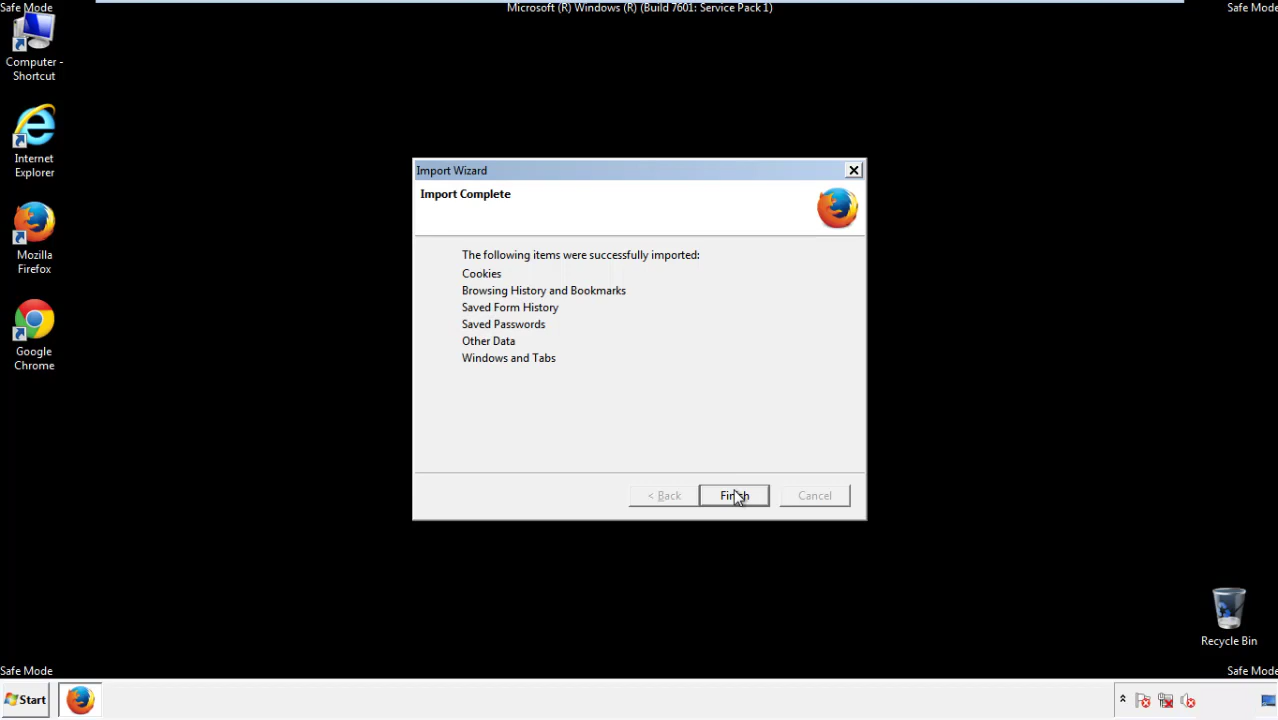 Safe Mode
Microsoft (R) Windows (R) (Build 7601: Service Pack 1)
Safe Mode
Computer -
Shortcut
Internet
Explorer
Mozilla
Firefox
Google
Chrome
Import Wizard
Import Complete
The following items were successfully imported:
Cookies
Browsing History and Bookmarks
Saved Form History
Saved Passwords
Other Data
Windows and Tabs
< Back
Finish
Cancel
Recycle Bin
Safe Mode
Safe Mode
Start